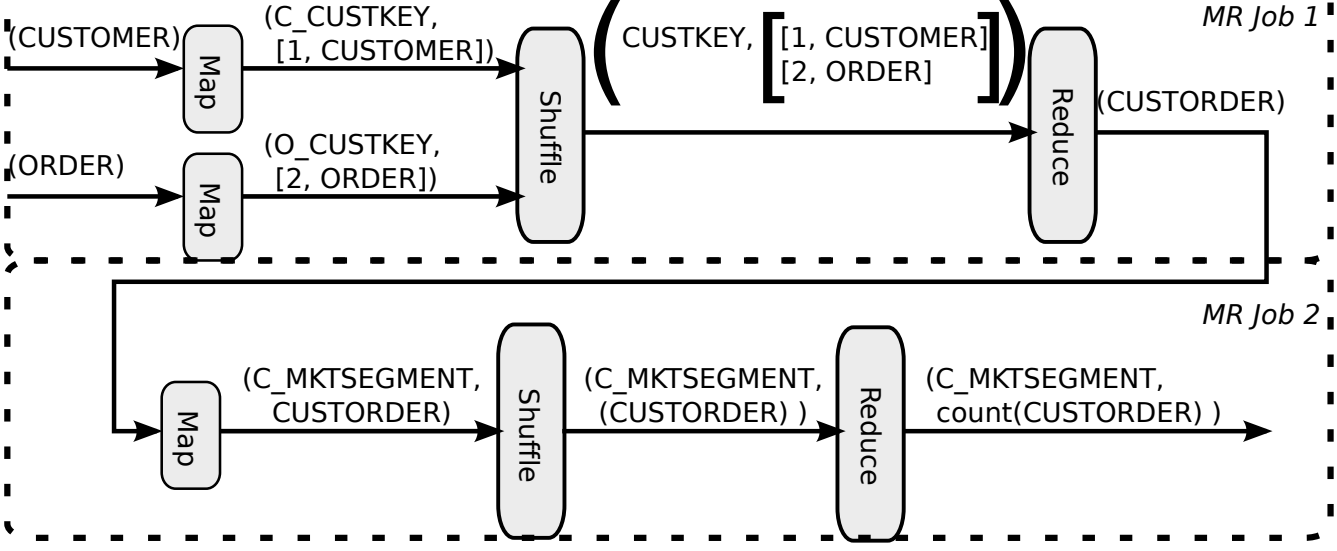 MR Job 1
(CUSTOMER)
Map
(C_CUSTKEY,
[1, CUSTOMER])
(ORDER)
Map
(O_CUSTKEY,
[2, ORDER])
Shuffle
(CUSTKEY, [[1, CUSTOMER]
[2, ORDER]])
Reduce
(CUSTORDER)
MR Job 2
Map
(C_MKTSEGMENT,
CUSTORDER)
Shuffle
(C_MKTSEGMENT,
(CUSTORDER) )
Reduce
(C_MKTSEGMENT,
count(CUSTORDER) )